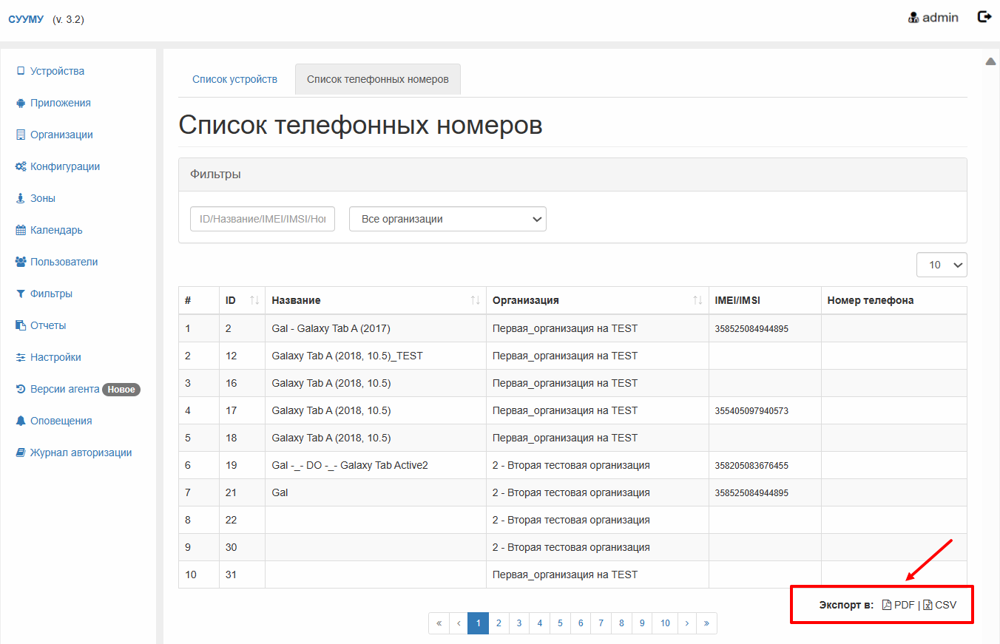 СУУМУ (v. 3.2)
admin
Устройства
Приложения
Организации
Конфигурации
Зоны
Календарь
Пользователи
Фильтры
Отчеты
Настройки
Версии агента Новое
Оповещения
Журнал авторизации
Список устройств Список телефонных номеров
Список телефонных номеров
Фильтры
ID/Название/IMEI/IMSI/Ном Все организации
10
# ID Название Организация IMEI/IMSI Номер телефона
1 2 Gal - Galaxy Tab A (2017) Первая_организация на TEST 358525084944895
2 12 Galaxy Tab A (2018, 10.5)_TEST Первая_организация на TEST
3 16 Galaxy Tab A (2018, 10.5) Первая_организация на TEST
4 17 Galaxy Tab A (2018, 10.5) Первая_организация на TEST 355405097940573
5 18 Galaxy Tab A (2018, 10.5) Первая_организация на TEST
6 19 Gal -_- DO -_- Galaxy Tab Active2 2 - Вторая тестовая организация 358205083676455
7 21 Gal 2 - Вторая тестовая организация 358525084944895
8 22 2 - Вторая тестовая организация
9 30 2 - Вторая тестовая организация
10 31 Первая_организация на TEST
Экспорт в: PDF | CSV
« ‹ 1 2 3 4 5 6 7 8 9 10 › »